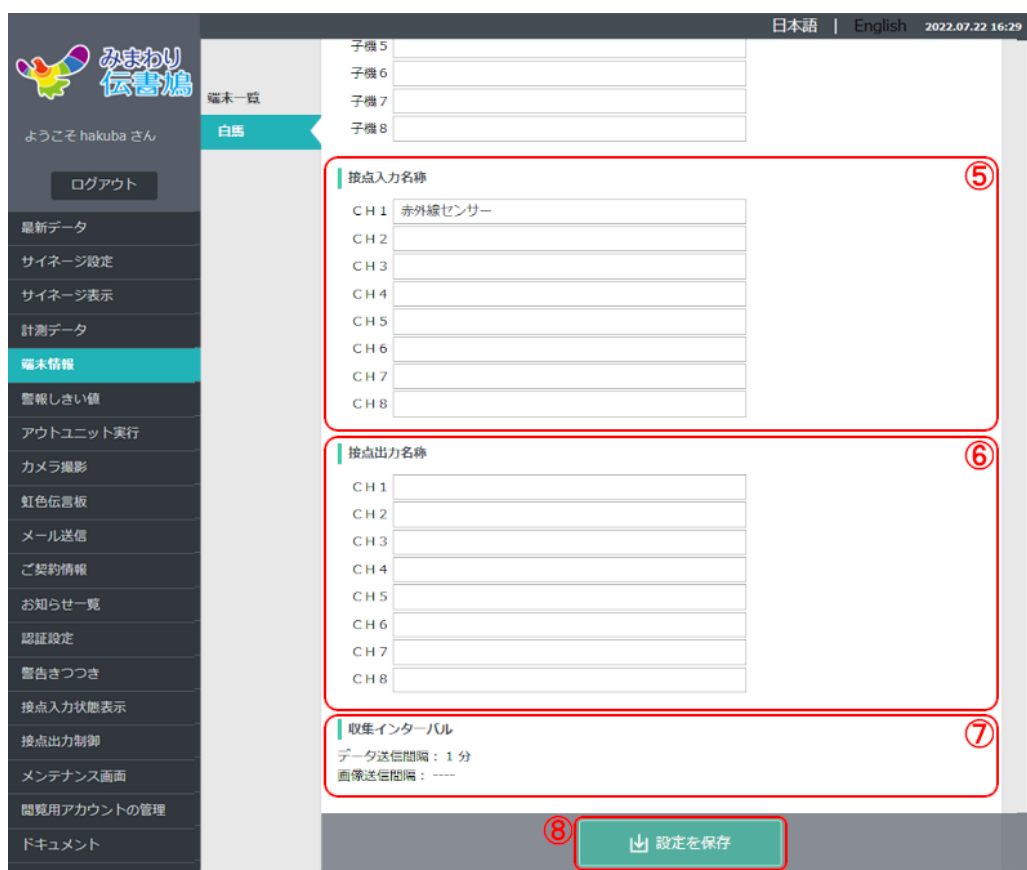 日本語 | English 2022.07.22 16:29
みまわり
伝書鳩
ようこそ hakuba さん
ログアウト
最新データ
サイネージ設定
サイネージ表示
計測データ
端末情報
警報しきい値
アウトユニット実行
カメラ撮影
虹色伝言板
メール送信
ご契約情報
お知らせ一覧
認証設定
警告きつつき
接点入力状態表示
接点出力制御
メンテナンス画面
閲覧用アカウントの管理
ドキュメント
端末一覧
白馬
子機5
子機6
子機7
子機8
接点入力名称 ⑤
CH1 赤外線センサー
CH2
CH3
CH4
CH5
CH6
CH7
CH8
接点出力名称 ⑥
CH1
CH2
CH3
CH4
CH5
CH6
CH7
CH8
収集インターバル ⑦
データ送信間隔：1 分
画像送信間隔：----
⑧ 設定を保存